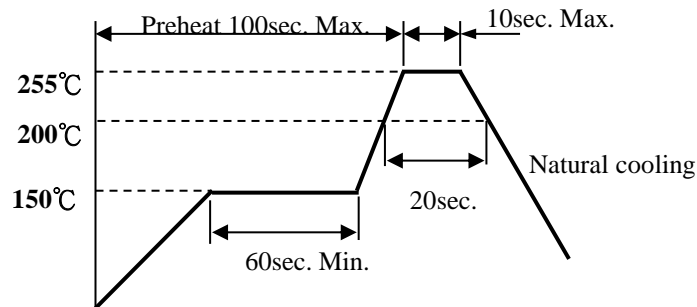 Preheat 100sec. Max.
10sec. Max.
255℃
200℃
150℃
Natural cooling
20sec.
60sec. Min.